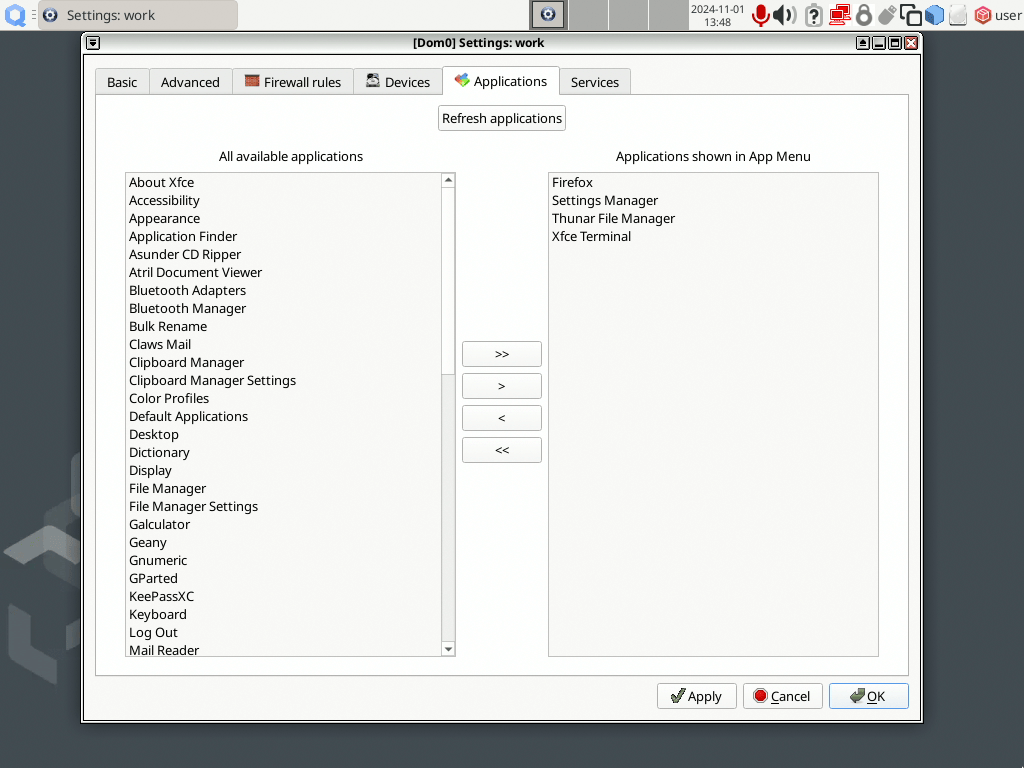 Settings: work
2024-11-01
13:48
user
[Dom0] Settings: work
Basic
Advanced
Firewall rules
Devices
Applications
Services
Refresh applications
All available applications
Applications shown in App Menu
About Xfce
Accessibility
Appearance
Application Finder
Asunder CD Ripper
Atril Document Viewer
Bluetooth Adapters
Bluetooth Manager
Bulk Rename
Claws Mail
Clipboard Manager
Clipboard Manager Settings
Color Profiles
Default Applications
Desktop
Dictionary
Display
File Manager
File Manager Settings
Galculator
Geany
Gnumeric
GParted
KeePassXC
Keyboard
Log Out
Mail Reader
>>
>
<
<<
Firefox
Settings Manager
Thunar File Manager
Xfce Terminal
Apply
Cancel
OK